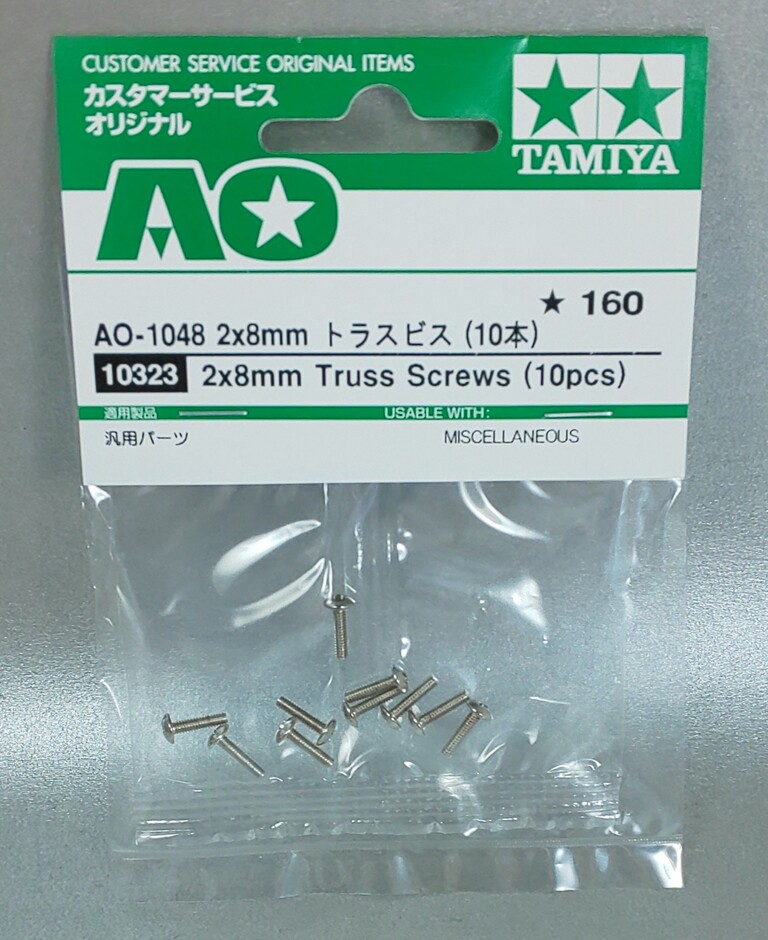 CUSTOMER SERVICE ORIGINAL ITEMS
カスタマーサービス
オリジナル
TAMIYA
AO
★ 160
AO-1048 2x8mm トラスビス (10本)
10323 2x8mm Truss Screws (10pcs)
適用製品 USABLE WITH:
汎用パーツ MISCELLANEOUS